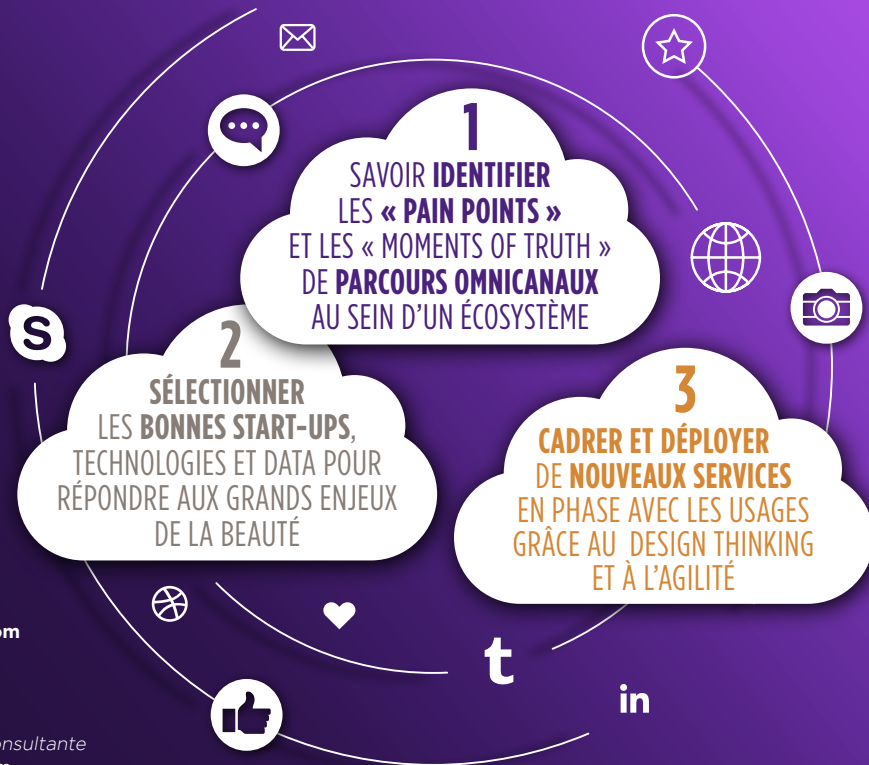 1
SAVOIR IDENTIFIER
LES « PAIN POINTS »
ET LES « MOMENTS OF TRUTH »
DE PARCOURS OMNICANAUX
AU SEIN D’UN ÉCOSYSTÈME
2
SÉLECTIONNER
LES BONNES START-UPS,
TECHNOLOGIES ET DATA POUR
RÉPONDRE AUX GRANDS ENJEUX
DE LA BEAUTÉ
3
CADRER ET DÉPLOYER
DE NOUVEAUX SERVICES
EN PHASE AVEC LES USAGES
GRÂCE AU DESIGN THINKING
ET À L’AGILITÉ
S
t
in
om
onsultante